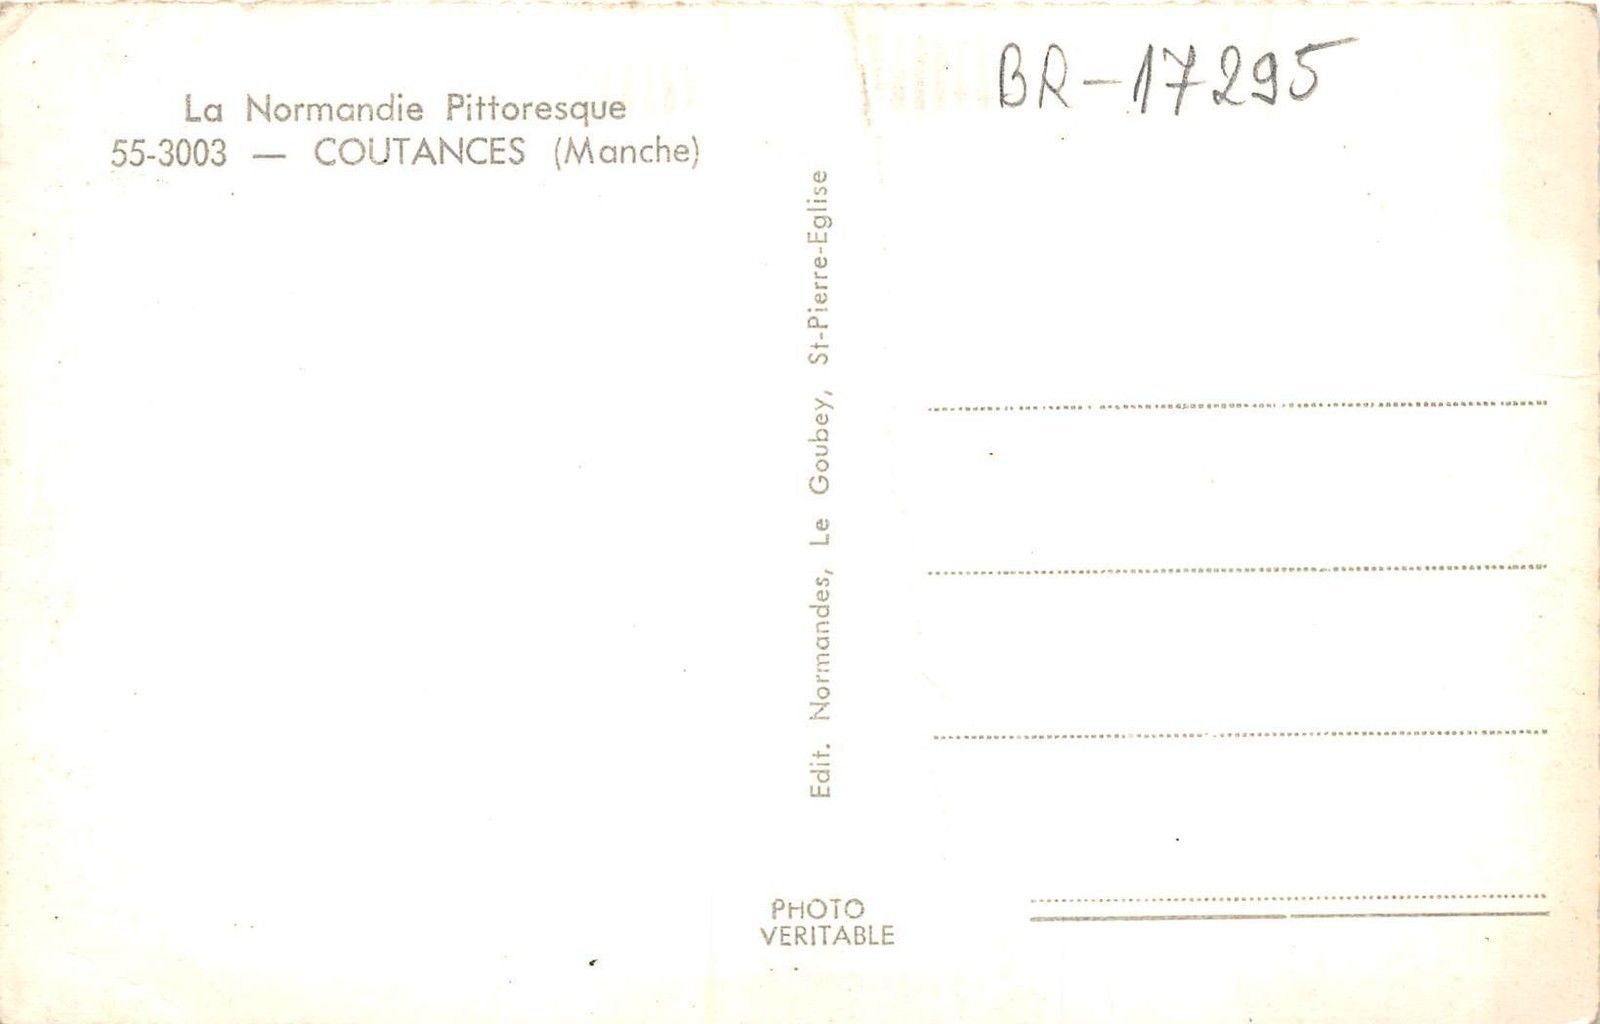 La Normandie Pittoresque
55-3003 — COUTANCES (Manche)
BR-17295
Edit. Normandes, Le Goubey, St-Pierre-Eglise
PHOTO
VERITABLE